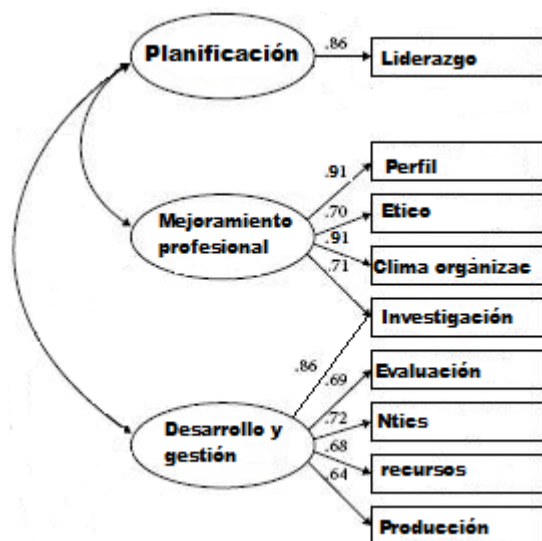 Planificación
.86
Liderazgo
.91
Perfil
Mejoramiento
profesional
.70
Etico
.91
Clima organizac
.71
Investigación
.86
.69
Evaluación
Desarrollo y
gestión
.72
Ntics
.68
recursos
.64
Producción